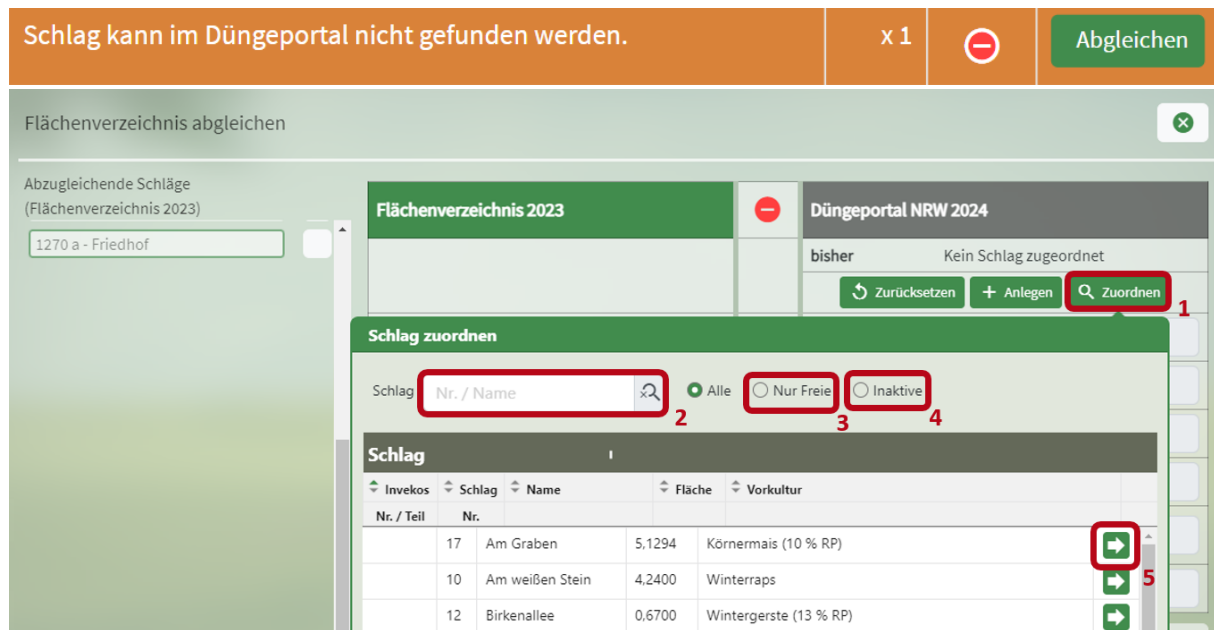 Schlag kann im Düngeportal nicht gefunden werden. x 1 Abgleichen
Flächenverzeichnis abgleichen
Abzugleichende Schläge
(Flächenverzeichnis 2023)
1270 a - Friedhof
Flächenverzeichnis 2023 Düngeportal NRW 2024
bisher Kein Schlag zugeordnet
Zurücksetzen + Anlegen Zuordnen 1
Schlag zuordnen
Schlag Nr. / Name 2 Alle Nur Freie 3 Inaktive 4
Schlag
Invekos Schlag Name Fläche Vorkultur
Nr. / Teil Nr.
17 Am Graben 5,1294 Körnermais (10 % RP)
10 Am weißen Stein 4,2400 Winterraps 5
12 Birkenallee 0,6700 Wintergerste (13 % RP)